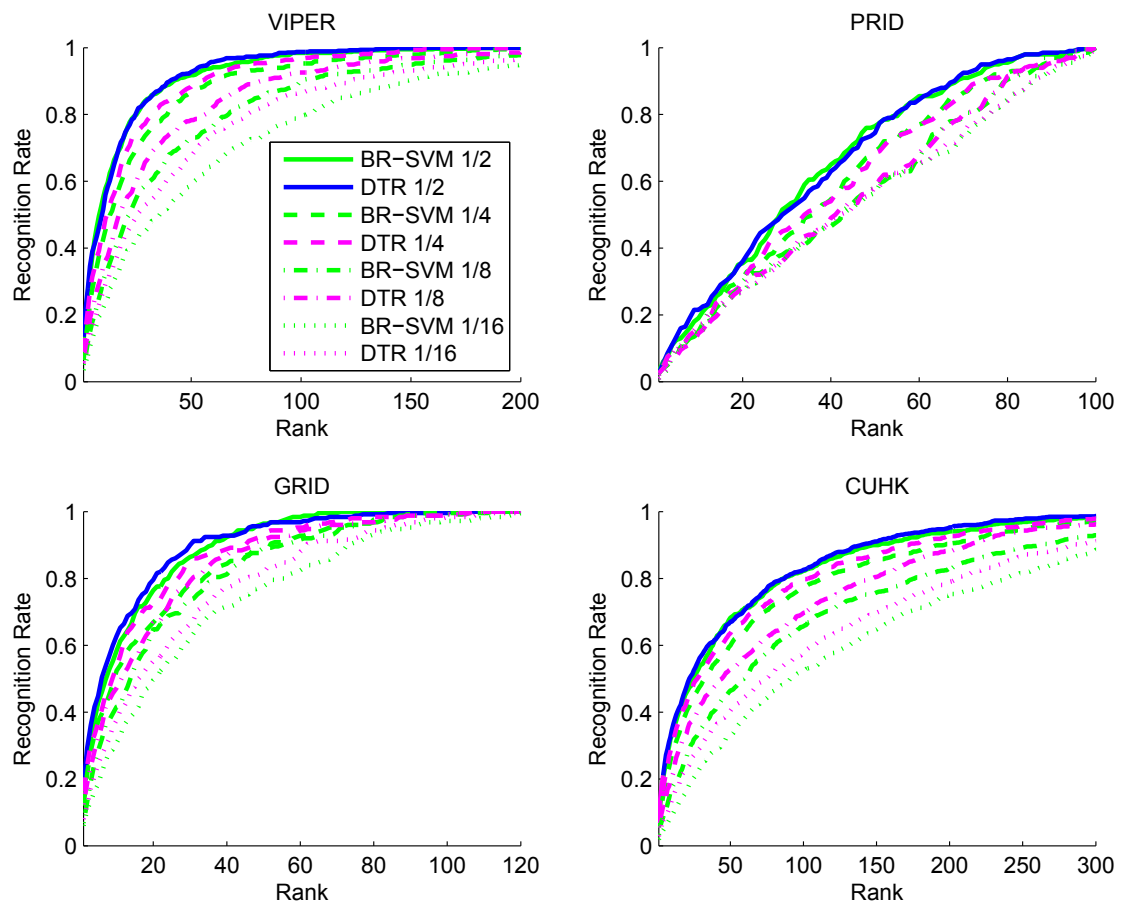 VIPER
Recognition Rate
1
0.8
0.6
0.4
0.2
0
50 100 150 200
Rank
BR−SVM 1/2
DTR 1/2
BR−SVM 1/4
DTR 1/4
BR−SVM 1/8
DTR 1/8
BR−SVM 1/16
DTR 1/16
PRID
Recognition Rate
1
0.8
0.6
0.4
0.2
0
20 40 60 80 100
Rank
GRID
Recognition Rate
1
0.8
0.6
0.4
0.2
0
20 40 60 80 100 120
Rank
CUHK
Recognition Rate
1
0.8
0.6
0.4
0.2
0
50 100 150 200 250 300
Rank